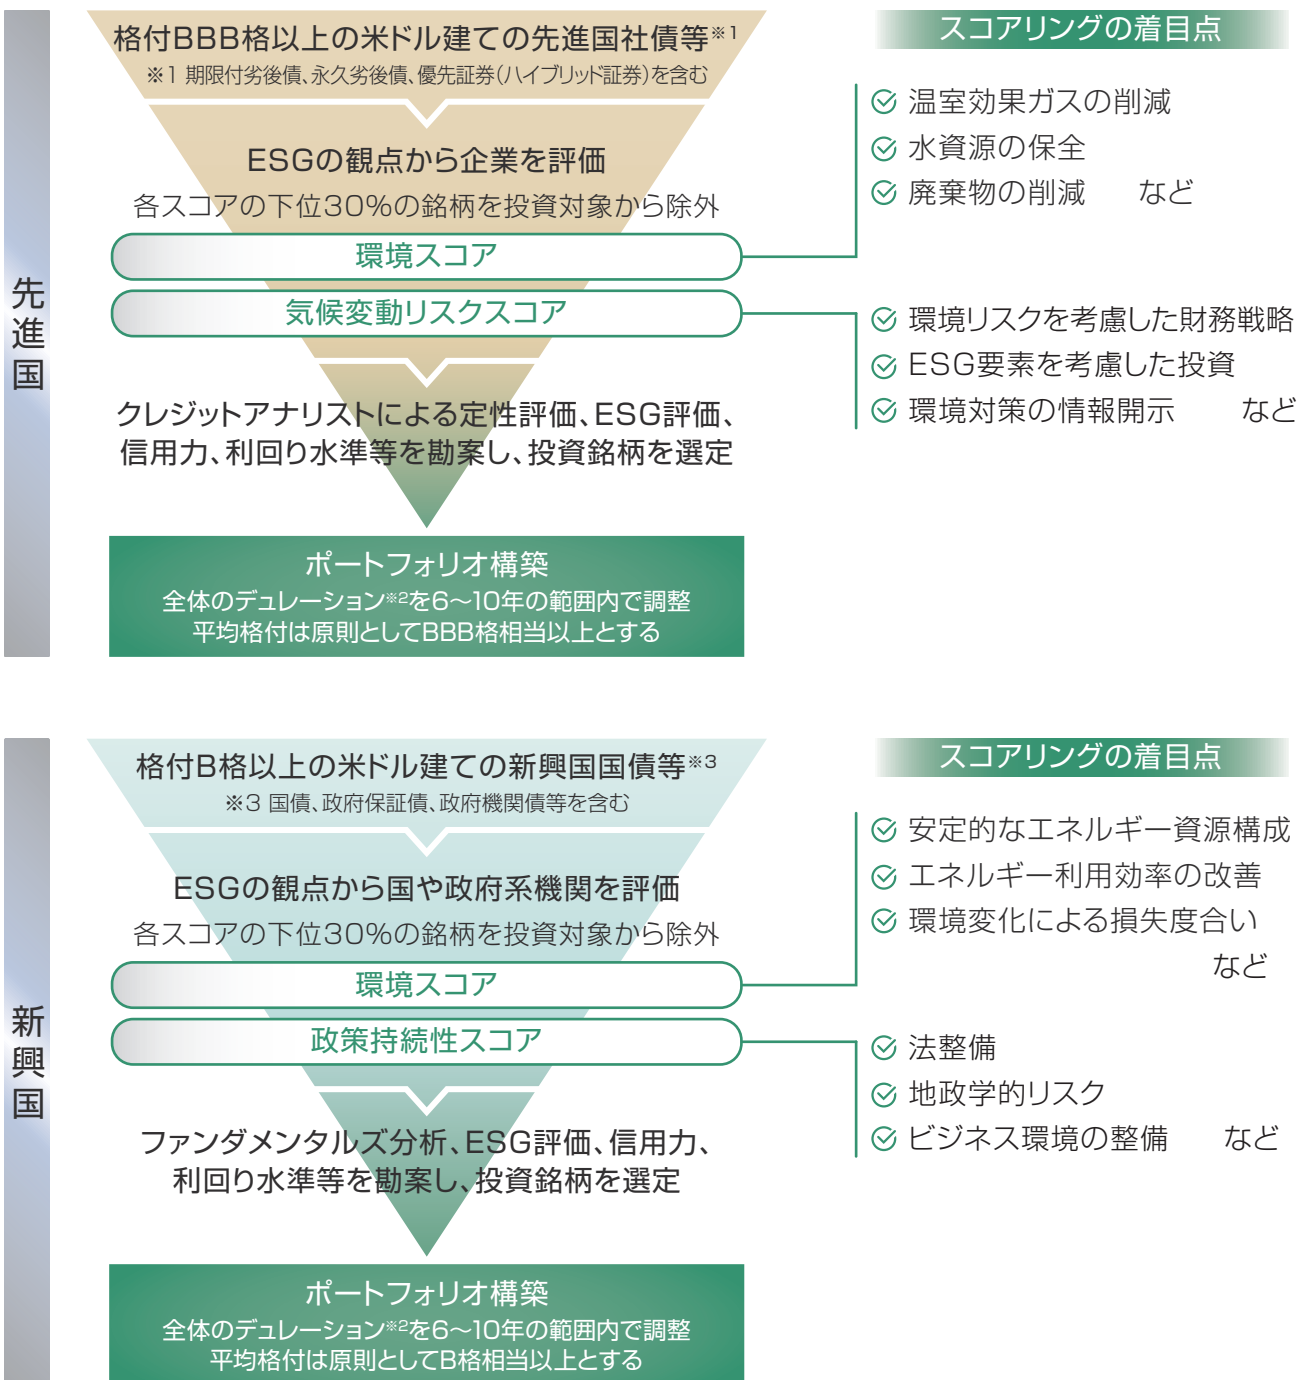 先進国
格付BBB格以上の米ドル建ての先進国社債等※1
※1 期限付劣後債、永久劣後債、優先証券(ハイブリッド証券)を含む
ESGの観点から企業を評価
各スコアの下位30%の銘柄を投資対象から除外
環境スコア
気候変動リスクスコア
クレジットアナリストによる定性評価、ESG評価、
信用力、利回り水準等を勘案し、投資銘柄を選定
ポートフォリオ構築
全体のデュレーション※2を6〜10年の範囲内で調整
平均格付は原則としてBBB格相当以上とする
スコアリングの着目点
温室効果ガスの削減
水資源の保全
廃棄物の削減 など
環境リスクを考慮した財務戦略
ESG要素を考慮した投資
環境対策の情報開示 など
新興国
格付B格以上の米ドル建ての新興国国債等※3
※3 国債、政府保証債、政府機関債等を含む
ESGの観点から国や政府系機関を評価
各スコアの下位30%の銘柄を投資対象から除外
環境スコア
政策持続性スコア
ファンダメンタルズ分析、ESG評価、信用力、
利回り水準等を勘案し、投資銘柄を選定
ポートフォリオ構築
全体のデュレーション※2を6〜10年の範囲内で調整
平均格付は原則としてB格相当以上とする
スコアリングの着目点
安定的なエネルギー資源構成
エネルギー利用効率の改善
環境変化による損失度合い
など
法整備
地政学的リスク
ビジネス環境の整備 など